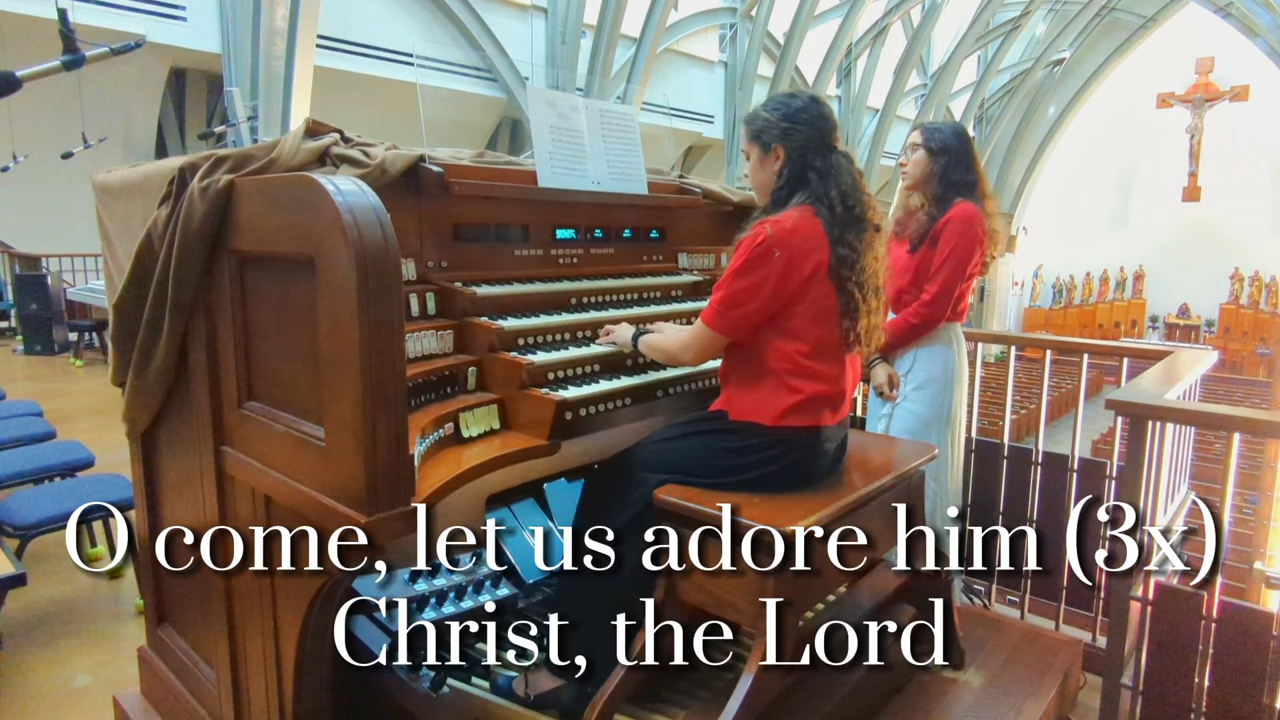 O come, let us adore him (3x)
Christ, the Lord